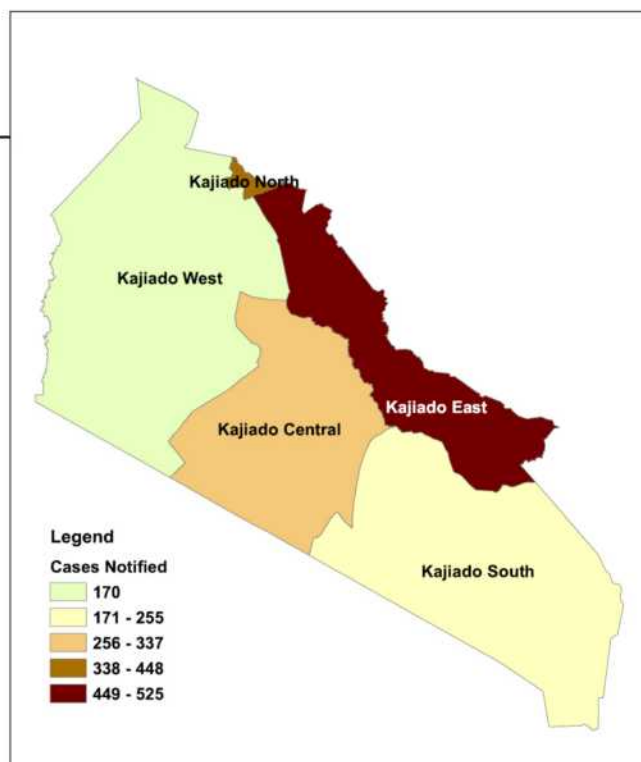 Kajiado North
Kajiado West
Kajiado East
Kajiado Central
Kajiado South
Legend
Cases Notified
170
171 - 255
256 - 337
338 - 448
449 - 525